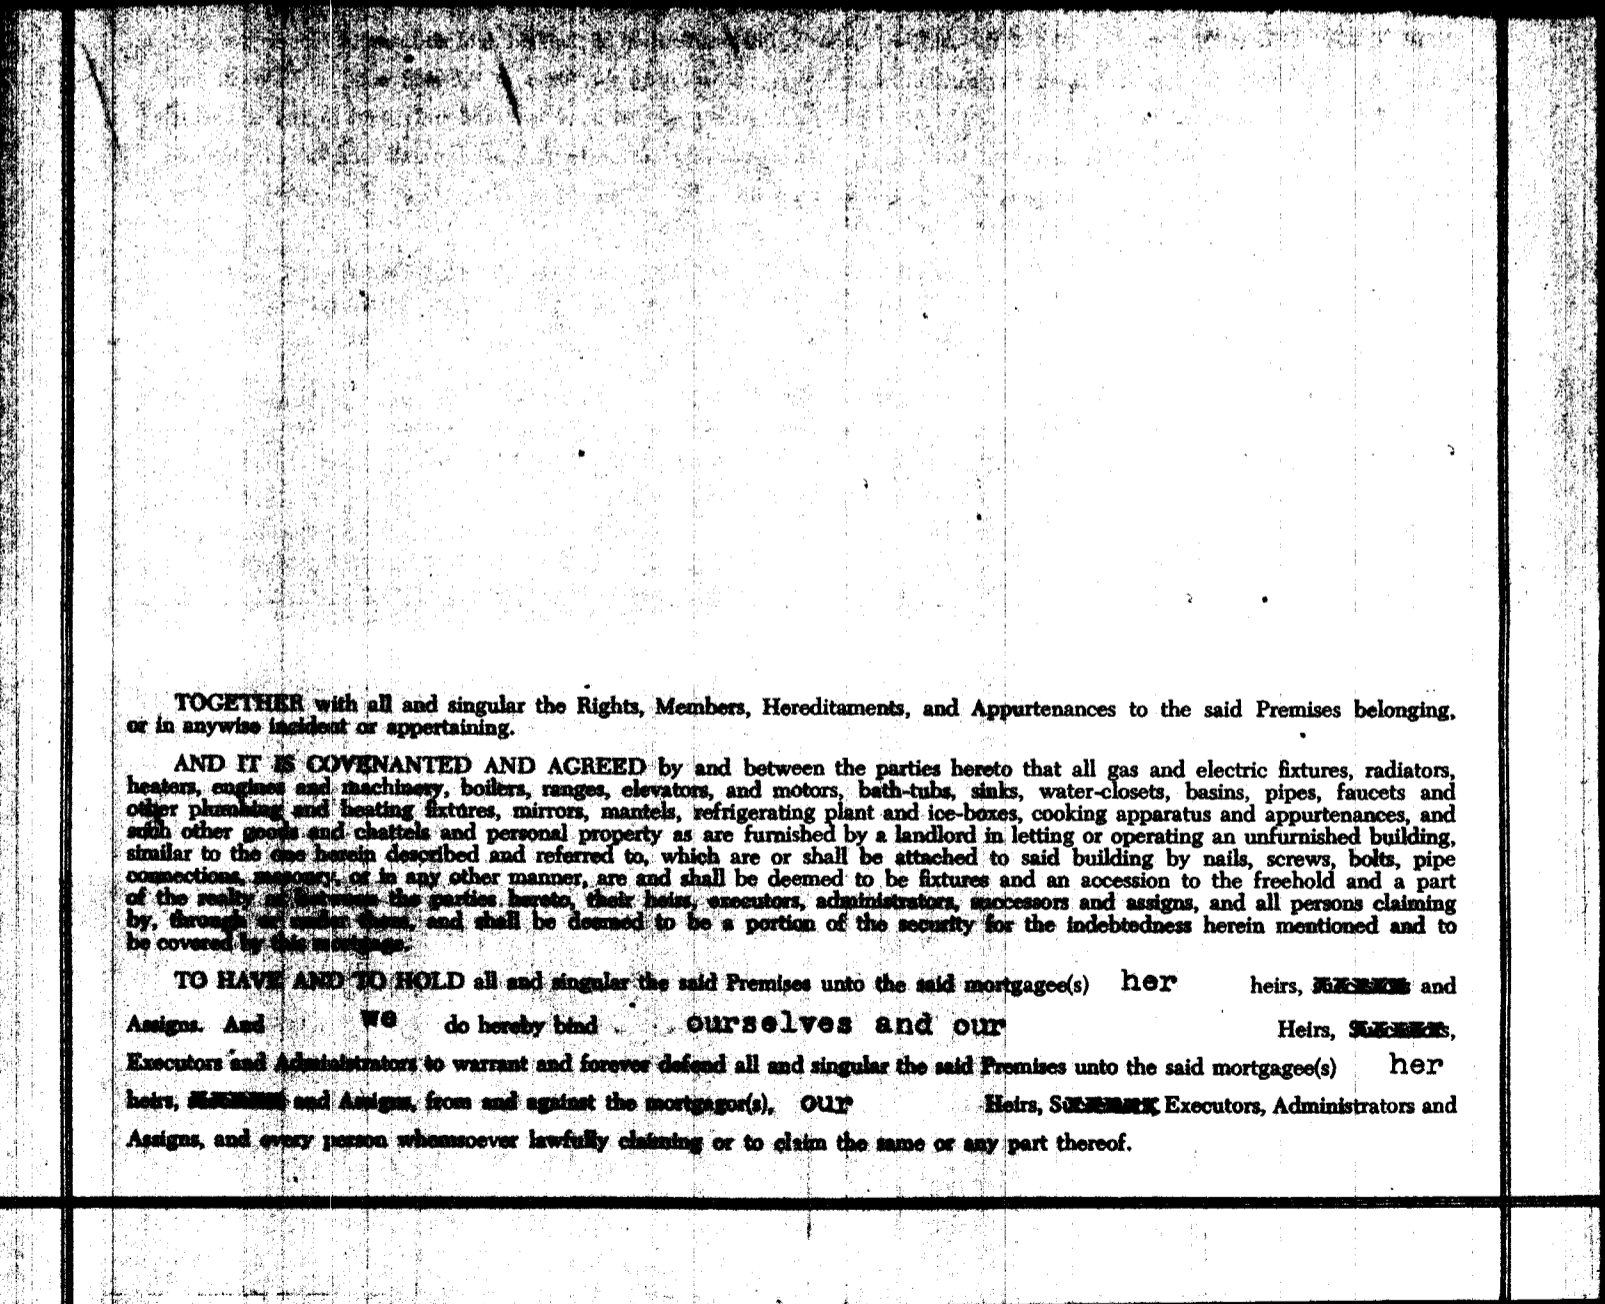 TOGETHER with all and singular the Rights, Members, Hereditaments, and Appurtenances to the said Premises belonging,
or in anywise incident or appertaining.
AND IT IS COVENANTED AND AGREED by and between the parties hereto that all gas and electric fixtures, radiators,
heaters, engines and machinery, boilers, ranges, elevators, and motors, bath-tubs, sinks, water-closets, basins, pipes, faucets and
other plumbing and heating fixtures, mirrors, mantels, refrigerating plant and ice-boxes, cooking apparatus and appurtenances, and
such other goods and chattels and personal property as are furnished by a landlord in letting or operating an unfurnished building,
similar to the one herein described and referred to, which are or shall be attached to said building by nails, screws, bolts, pipe
connections, masonry, or in any other manner, are and shall be deemed to be fixtures and an accession to the freehold and a part
of the realty as between the parties hereto, their heirs, executors, administrators, successors and assigns, and all persons claiming
by, through or under them, and shall be deemed to be a portion of the security for the indebtedness herein mentioned and to
be covered by this mortgage.
TO HAVE AND TO HOLD all and singular the said Premises unto the said mortgagee(s) her heirs, and
Assigns. And we do hereby bind ourselves and our Heirs,
Executors and Administrators to warrant and forever defend all and singular the said Premises unto the said mortgagee(s) her
heirs, and Assigns, from and against the mortgagor(s), our Heirs, Executors, Administrators and
Assigns, and every person whomsoever lawfully claiming or to claim the same or any part thereof.